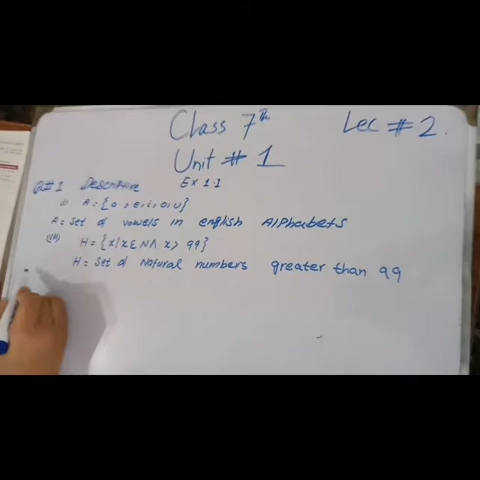 Class 7th Lec # 2.
Unit # 1
Q#1 Descriptive Ex 1.1
i) A = {a, e, i, o, u}
A = Set of vowels in english Alphabets
H = {x|x ε N ∧ x > 99}
H = Set of Natural numbers greater than 99